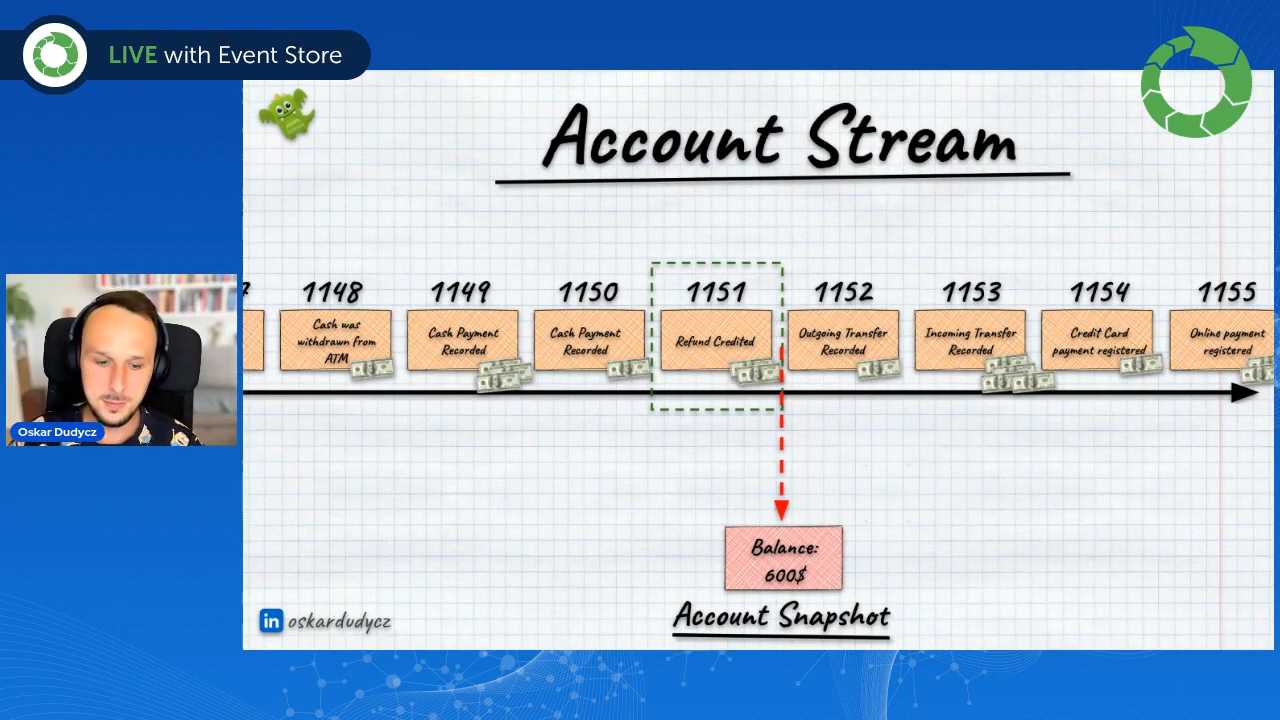 LIVE with Event Store
Account Stream
1148
1149
1150
1151
1152
1153
1154
1155
Cash was
withdrawn from
ATM
Cash Payment
Recorded
Cash Payment
Recorded
Refund Credited
Outgoing Transfer
Recorded
Incoming Transfer
Recorded
Credit Card
payment registered
Online payment
registered
Oskar Dudycz
Balance:
600$
Account Snapshot
in oskardudycz